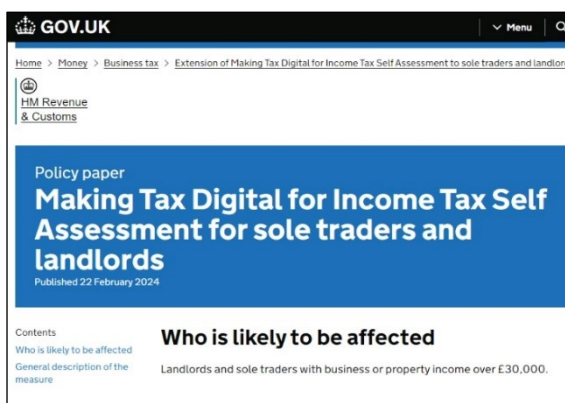 GOV.UK
Menu
Home > Money > Business tax > Extension of Making Tax Digital for Income Tax Self Assessment to sole traders and
HM Revenue
& Customs
Policy paper
Making Tax Digital for Income Tax Self
Assessment for sole traders and
landlords
Published 22 February 2024
Contents
Who is likely to be affected
General description of the
measure
Who is likely to be affected
Landlords and sole traders with business or property income over £30,000.